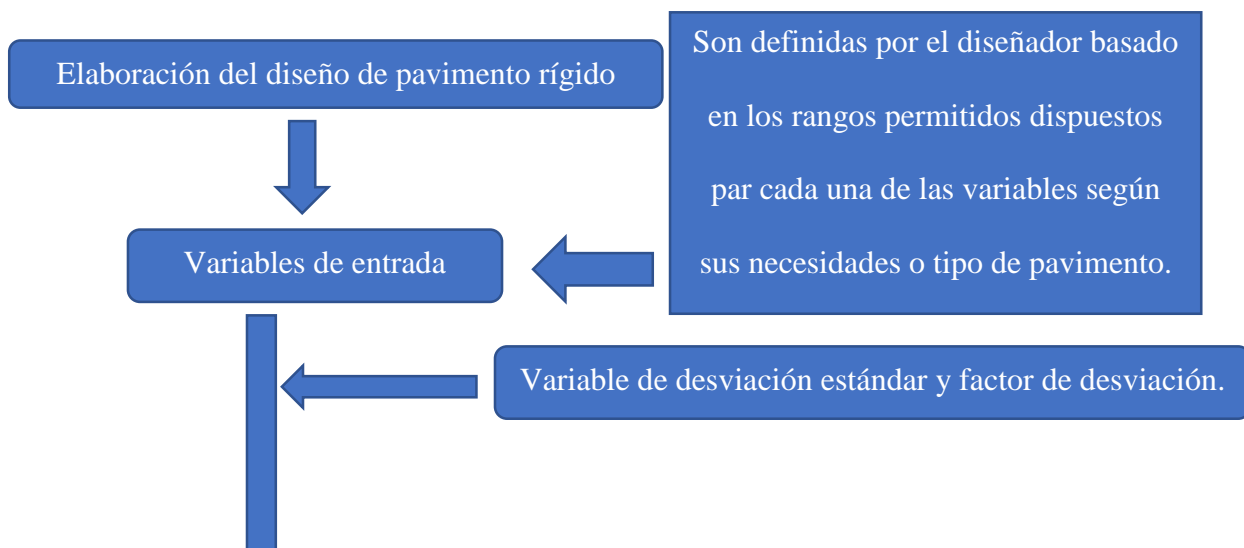 Elaboración del diseño de pavimento rígido
Son definidas por el diseñador basado
en los rangos permitidos dispuestos
par cada una de las variables según
sus necesidades o tipo de pavimento.
Variables de entrada
Variable de desviación estándar y factor de desviación.